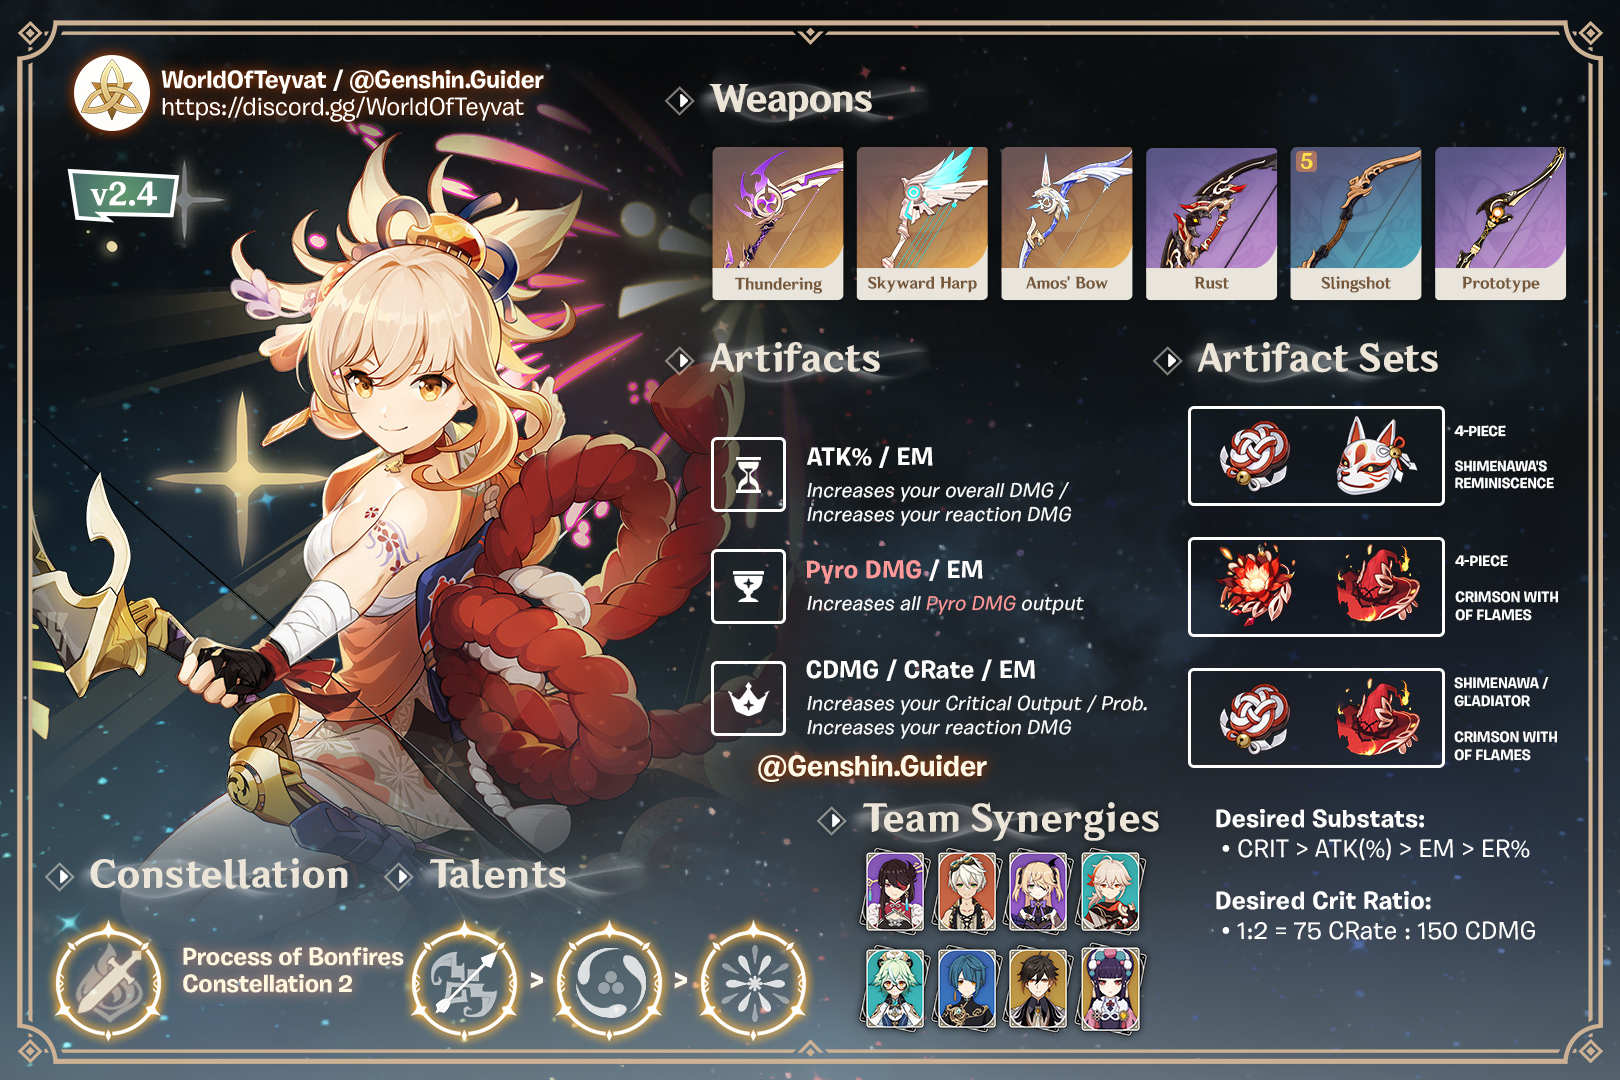 WorldOfTeyvat / @Genshin.Guider
https://discord.gg/WorldOfTeyvat
v2.4
Weapons
Thundering
Skyward Harp
Amos' Bow
Rust
5
Slingshot
Prototype
Artifacts
ATK% / EM
Increases your overall DMG /
Increases your reaction DMG
Pyro DMG / EM
Increases all Pyro DMG output
CDMG / CRate / EM
Increases your Critical Output / Prob.
Increases your reaction DMG
@Genshin.Guider
Artifact Sets
4-PIECE
SHIMENAWA'S
REMINISCENCE
4-PIECE
CRIMSON WITH
OF FLAMES
SHIMENAWA /
GLADIATOR
CRIMSON WITH
OF FLAMES
Team Synergies
Desired Substats:
• CRIT > ATK(%) > EM > ER%
Desired Crit Ratio:
• 1:2 = 75 CRate : 150 CDMG
Constellation
Process of Bonfires
Constellation 2
Talents
> >